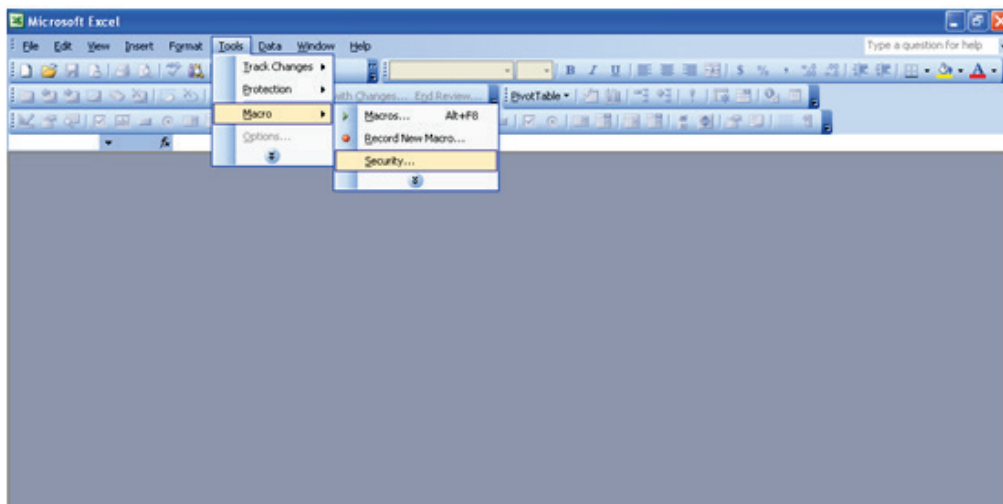 Microsoft Excel
File Edit View Insert Format Tools Data Window Help Type a question for help
Track Changes
Protection with Changes... End Review... PivotTable
Macro Macros... Alt+F8
Options... Record New Macro...
fx Security...